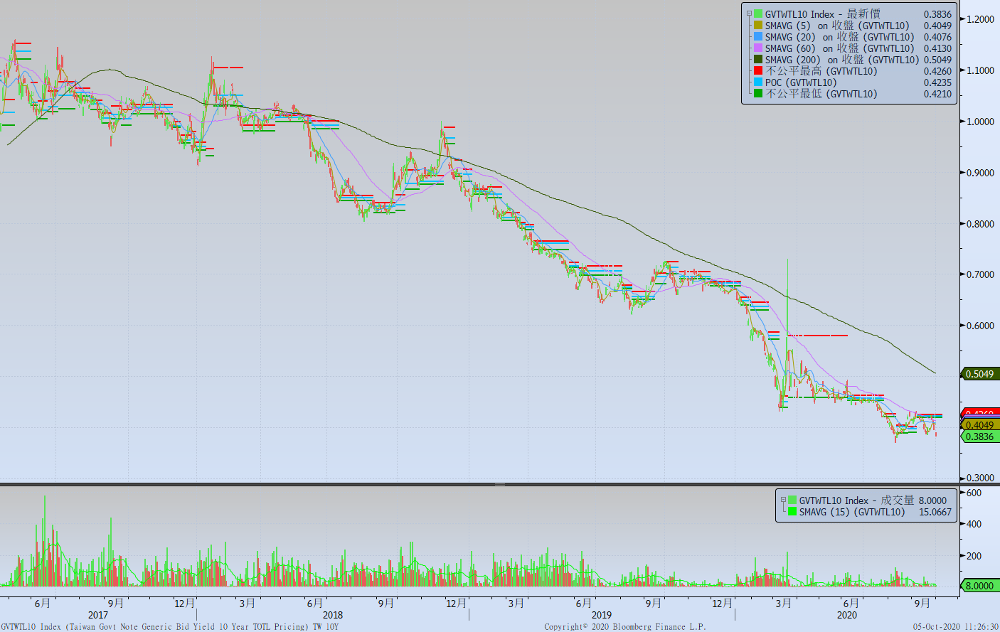 GVTWTL10 Index - 最新價 0.3836
SMAVG (5) on 收盤 (GVTWTL10) 0.4049
SMAVG (20) on 收盤 (GVTWTL10) 0.4076
SMAVG (60) on 收盤 (GVTWTL10) 0.4130
SMAVG (200) on 收盤 (GVTWTL10) 0.5049
不公平最高 (GVTWTL10) 0.4260
POC (GVTWTL10) 0.4235
不公平最低 (GVTWTL10) 0.4210
1.2000
1.1000
1.0000
0.9000
0.8000
0.7000
0.6000
0.5049
0.4049
0.3836
0.3000
GVTWTL10 Index - 成交量 8.0000
SMAVG (15) (GVTWTL10) 15.0667
600
400
200
8.0000
6月 9月 12月 3月 6月 9月 12月 3月 6月 9月 12月 3月 6月 9月
2017 2018 2019 2020
GVTWTL10 Index (Taiwan Govt Note Generic Bid Yield 10 Year TOTL Pricing) TW 10Y Copyright© 2020 Bloomberg Finance L.P. 05-Oct-2020 11:26:30